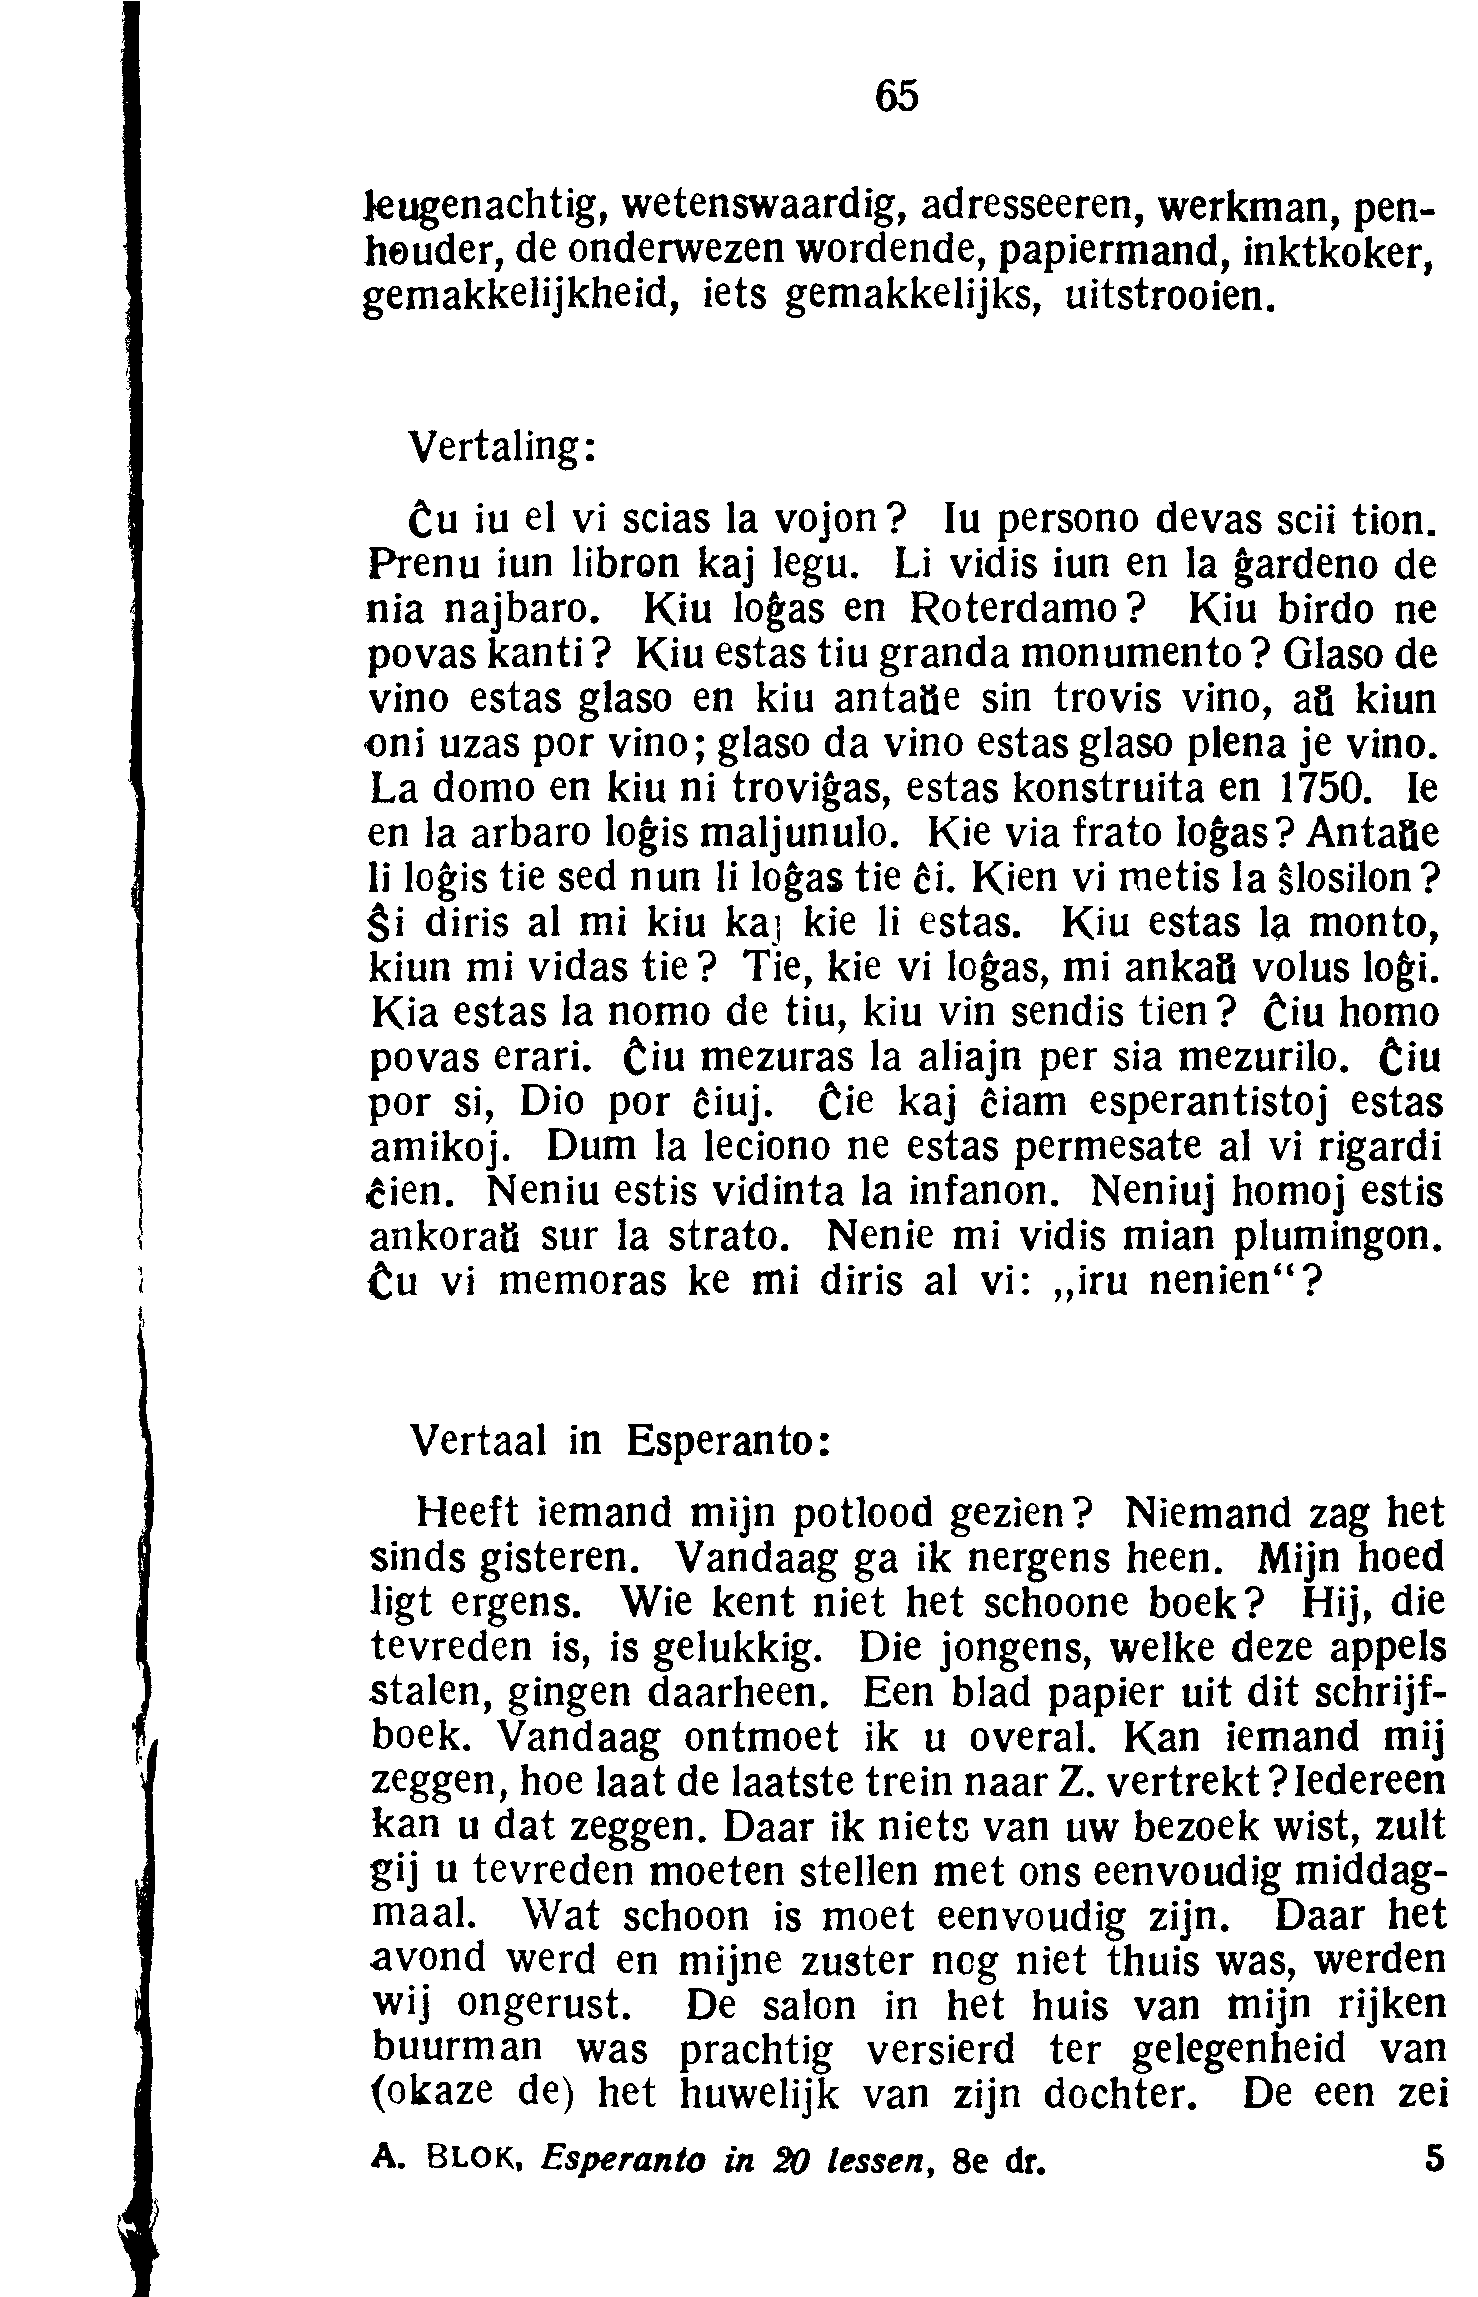 65
leugenachtig, wetenswaardig, adresseeren, werkman, pen-
houder, de onderwezen wordende, papiermand, inktkoker,
gemakkelijkheid, iets gemakkelijks, uitstrooien.
Vertaling:
Ĉu iu el vi scias la vojon? Iu persono devas scii tion.
Prenu iun libron kaj legu. Li vidis iun en la ĝardeno de
nia najbaro. Kiu loĝas en Roterdamo? Kiu birdo ne
povas kanti? Kiu estas tiu granda monumento? Glaso de
vino estas glaso en kiu antaŭe sin trovis vino, aŭ kiun
oni uzas por vino; glaso da vino estas glaso plena je vino.
La domo en kiu ni troviĝas, estas konstruita en 1750. Ie
en la arbaro loĝis maljunulo. Kie via frato loĝas? Antaŭe
li loĝis tie sed nun li loĝas tie ĉi. Kien vi metis la ŝlosilon?
Ŝi diris al mi kiu kaj kie li estas. Kiu estas la monto,
kiun mi vidas tie? Tie, kie vi loĝas, mi ankaŭ volus loĝi.
Kia estas la nomo de tiu, kiu vin sendis tien? Ĉiu homo
povas erari. Ĉiu mezuras la aliajn per sia mezurilo. Ĉiu
por si, Dio por ĉiuj. Ĉie kaj ĉiam esperantistoj estas
amikoj. Dum la leciono ne estas permesate al vi rigardi
ĉien. Neniu estis vidinta la infanon. Neniuj homoj estis
ankoraŭ sur la strato. Nenie mi vidis mian plumingon.
Ĉu vi memoras ke mi diris al vi: „iru nenien“?
Vertaal in Esperanto:
Heeft iemand mijn potlood gezien? Niemand zag het
sinds gisteren. Vandaag ga ik nergens heen. Mijn hoed
ligt ergens. Wie kent niet het schoone boek? Hij, die
tevreden is, is gelukkig. Die jongens, welke deze appels
stalen, gingen daarheen. Een blad papier uit dit schrijf-
boek. Vandaag ontmoet ik u overal. Kan iemand mij
zeggen, hoe laat de laatste trein naar Z. vertrekt? Iedereen
kan u dat zeggen. Daar ik niets van uw bezoek wist, zult
gij u tevreden moeten stellen met ons eenvoudig middag-
maal. Wat schoon is moet eenvoudig zijn. Daar het
avond werd en mijne zuster nog niet thuis was, werden
wij ongerust. De salon in het huis van mijn rijken
buurman was prachtig versierd ter gelegenheid van
(okaze de) het huwelijk van zijn dochter. De een zei
A. BLOK, Esperanto in 20 lessen, 8e dr. 5